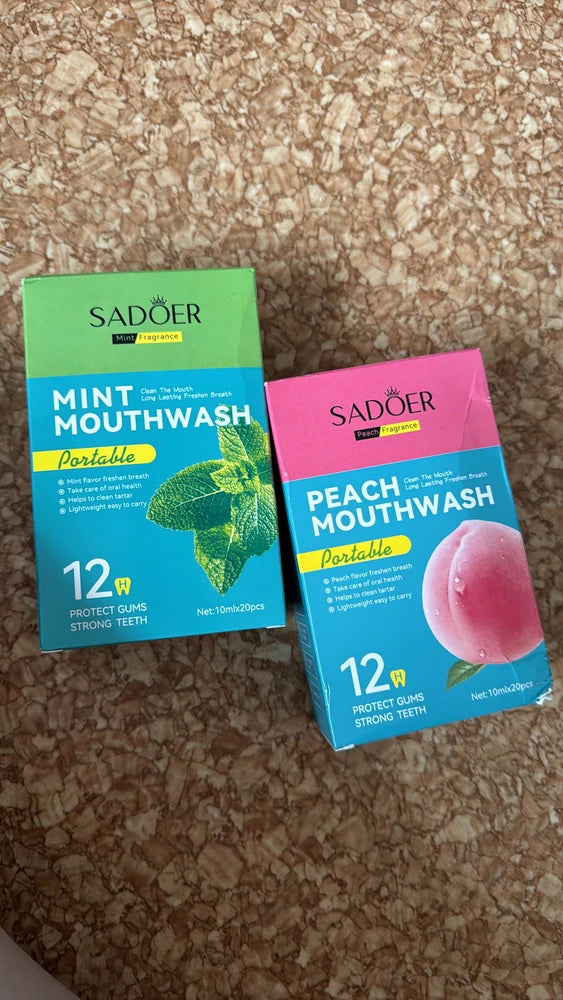 SADOER
Mint Fragrance
MINT
Clean The Mouth
Long Lasting Freshen Breath
MOUTHWASH
Portable
Mint flavor freshen breath
Take care of oral health
Helps to clean tartar
Lightweight easy to carry
12 H
PROTECT GUMS
STRONG TEETH
Net:10mlx20pcs
SADOER
Peach Fragrance
PEACH
Clean The Mouth
Long Lasting Freshen Breath
MOUTHWASH
Portable
Peach flavor freshen breath
Take care of oral health
Helps to clean tartar
Lightweight easy to carry
12 H
PROTECT GUMS
STRONG TEETH
Net:10mlx20pcs